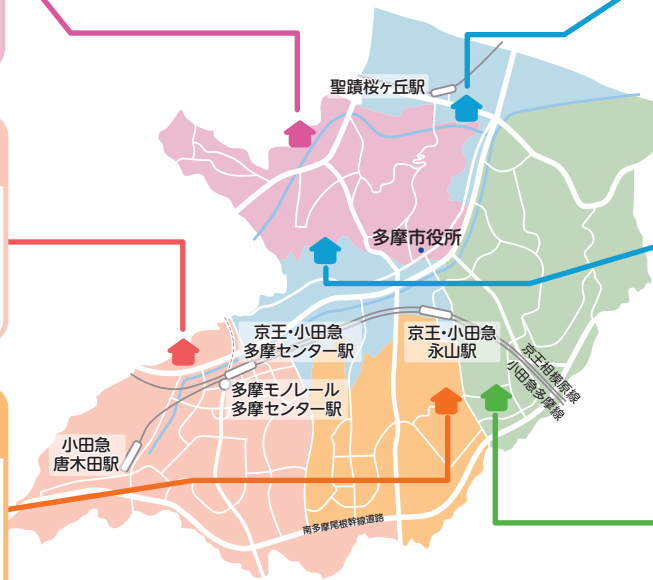 聖蹟桜ヶ丘駅
多摩市役所
京王・小田急
多摩センター駅
京王・小田急
永山駅
京王相模原線
小田急多摩線
多摩モノレール
多摩センター駅
小田急
唐木田駅
南多摩尾根幹線道路